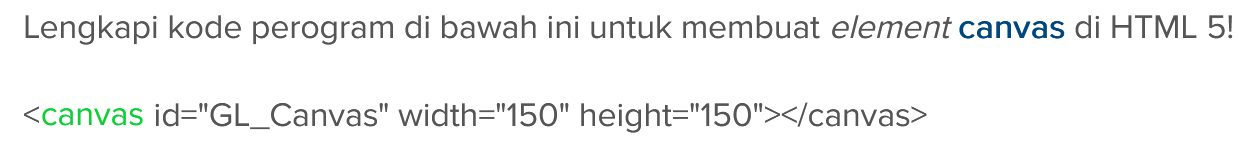 Lengkapi kode perogram di bawah ini untuk membuat element canvas di HTML 5!
<canvas id="GL_Canvas" width="150" height="150"></canvas>